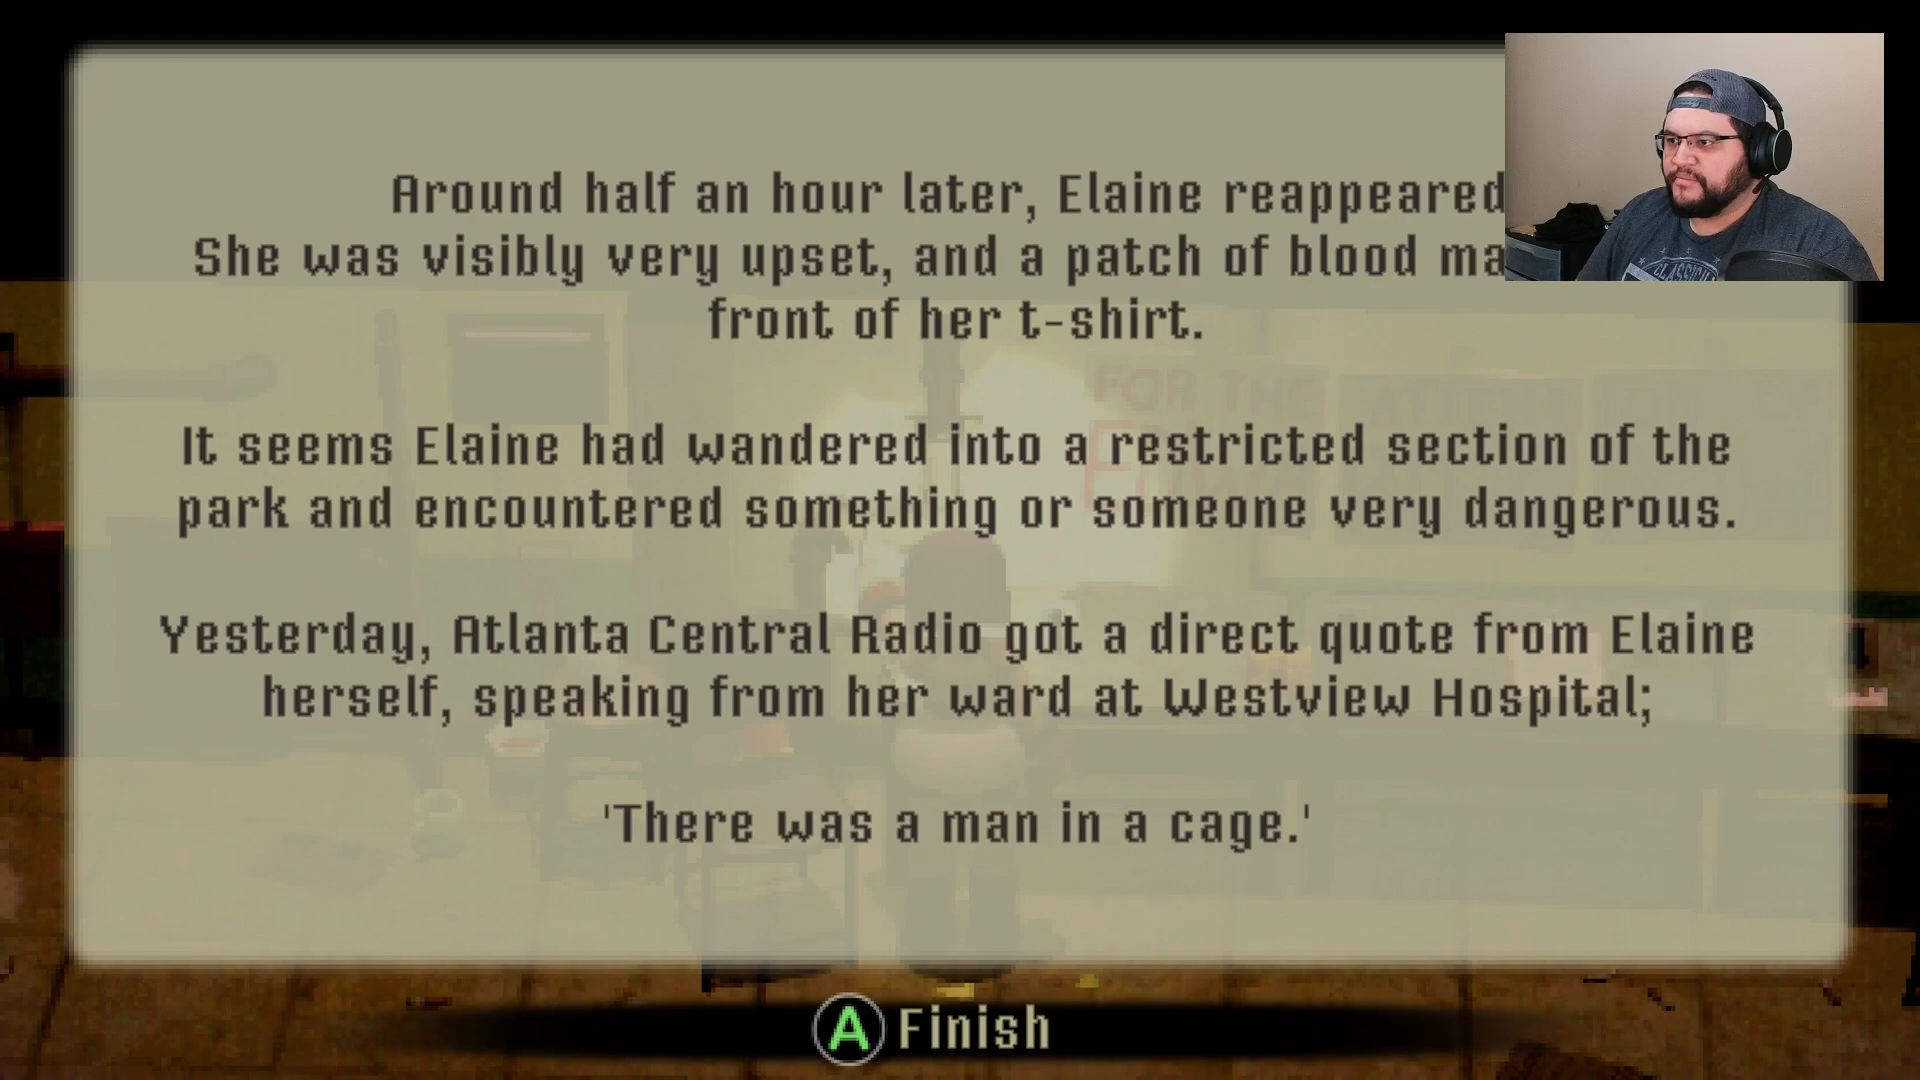 Around half an hour later, Elaine reappeared
She was visibly very upset, and a patch of blood
front of her t-shirt.
It seems Elaine had wandered into a restricted section of the
park and encountered something or someone very dangerous.
Yesterday, Atlanta Central Radio got a direct quote from Elaine
herself, speaking from her ward at Westview Hospital;
'There was a man in a cage.'
A Finish
FOR THE